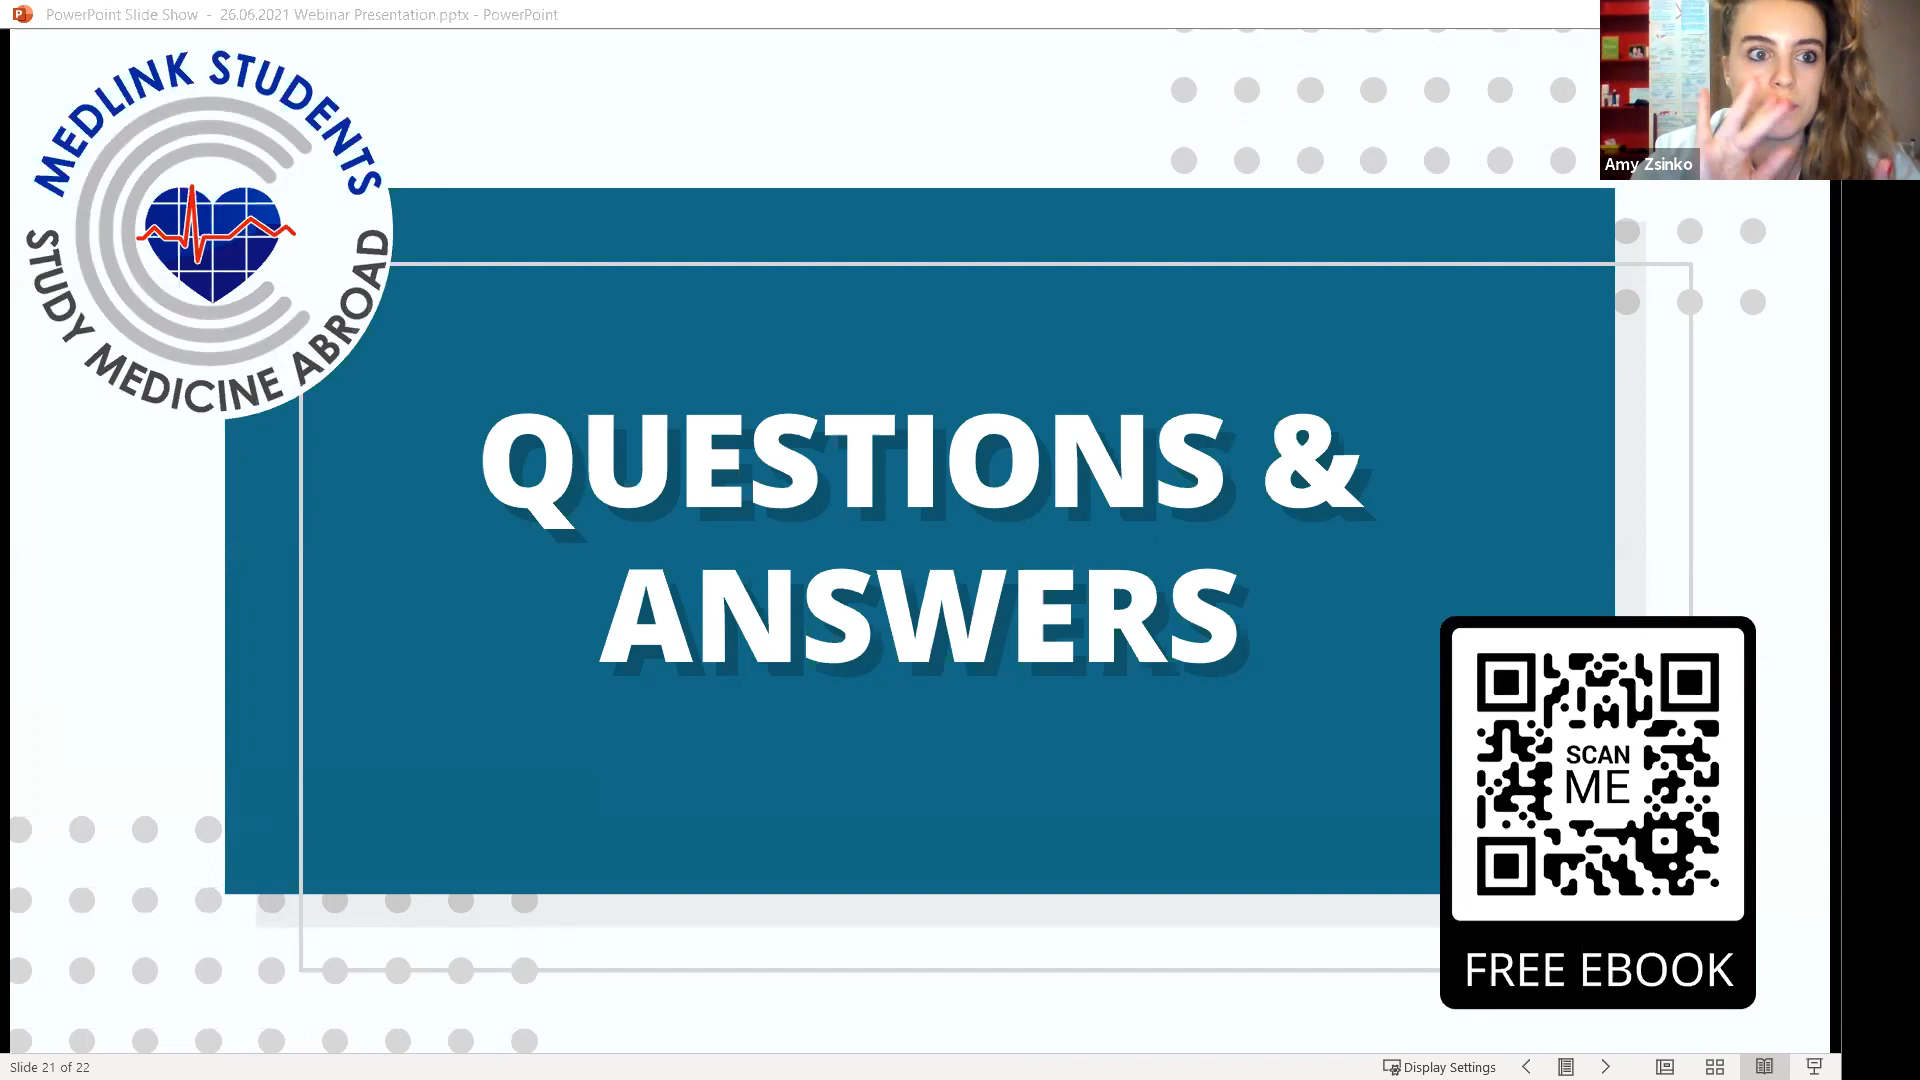 PowerPoint Slide Show - 26.06.2021 Webinar Presentation.pptx - PowerPoint
MEDLINK STUDENTS
STUDY MEDICINE ABROAD
Amy Zsinko
QUESTIONS &
ANSWERS
SCAN
ME
FREE EBOOK
Slide 21 of 22
Display Settings